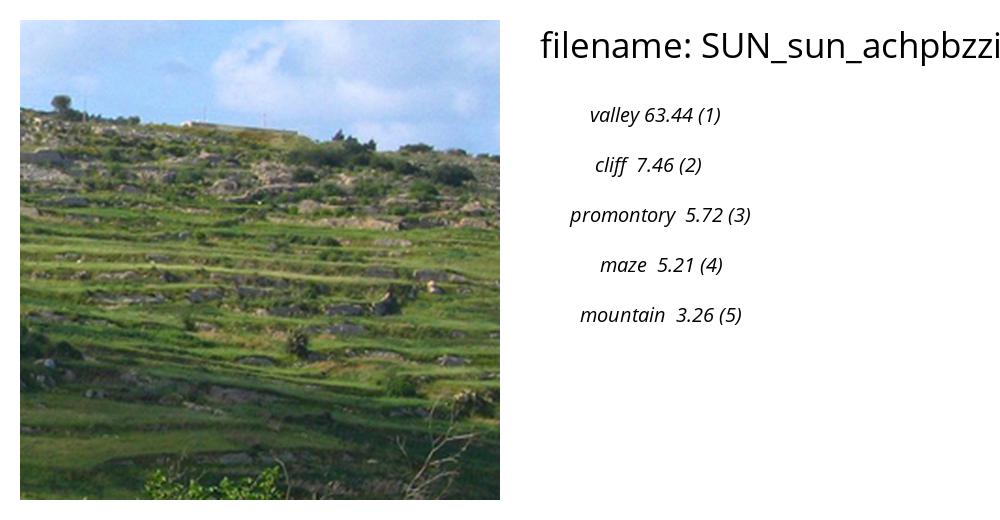 filename: SUN_sun_achpbzzi
valley 63.44 (1)
cliff 7.46 (2)
promontory 5.72 (3)
maze 5.21 (4)
mountain 3.26 (5)